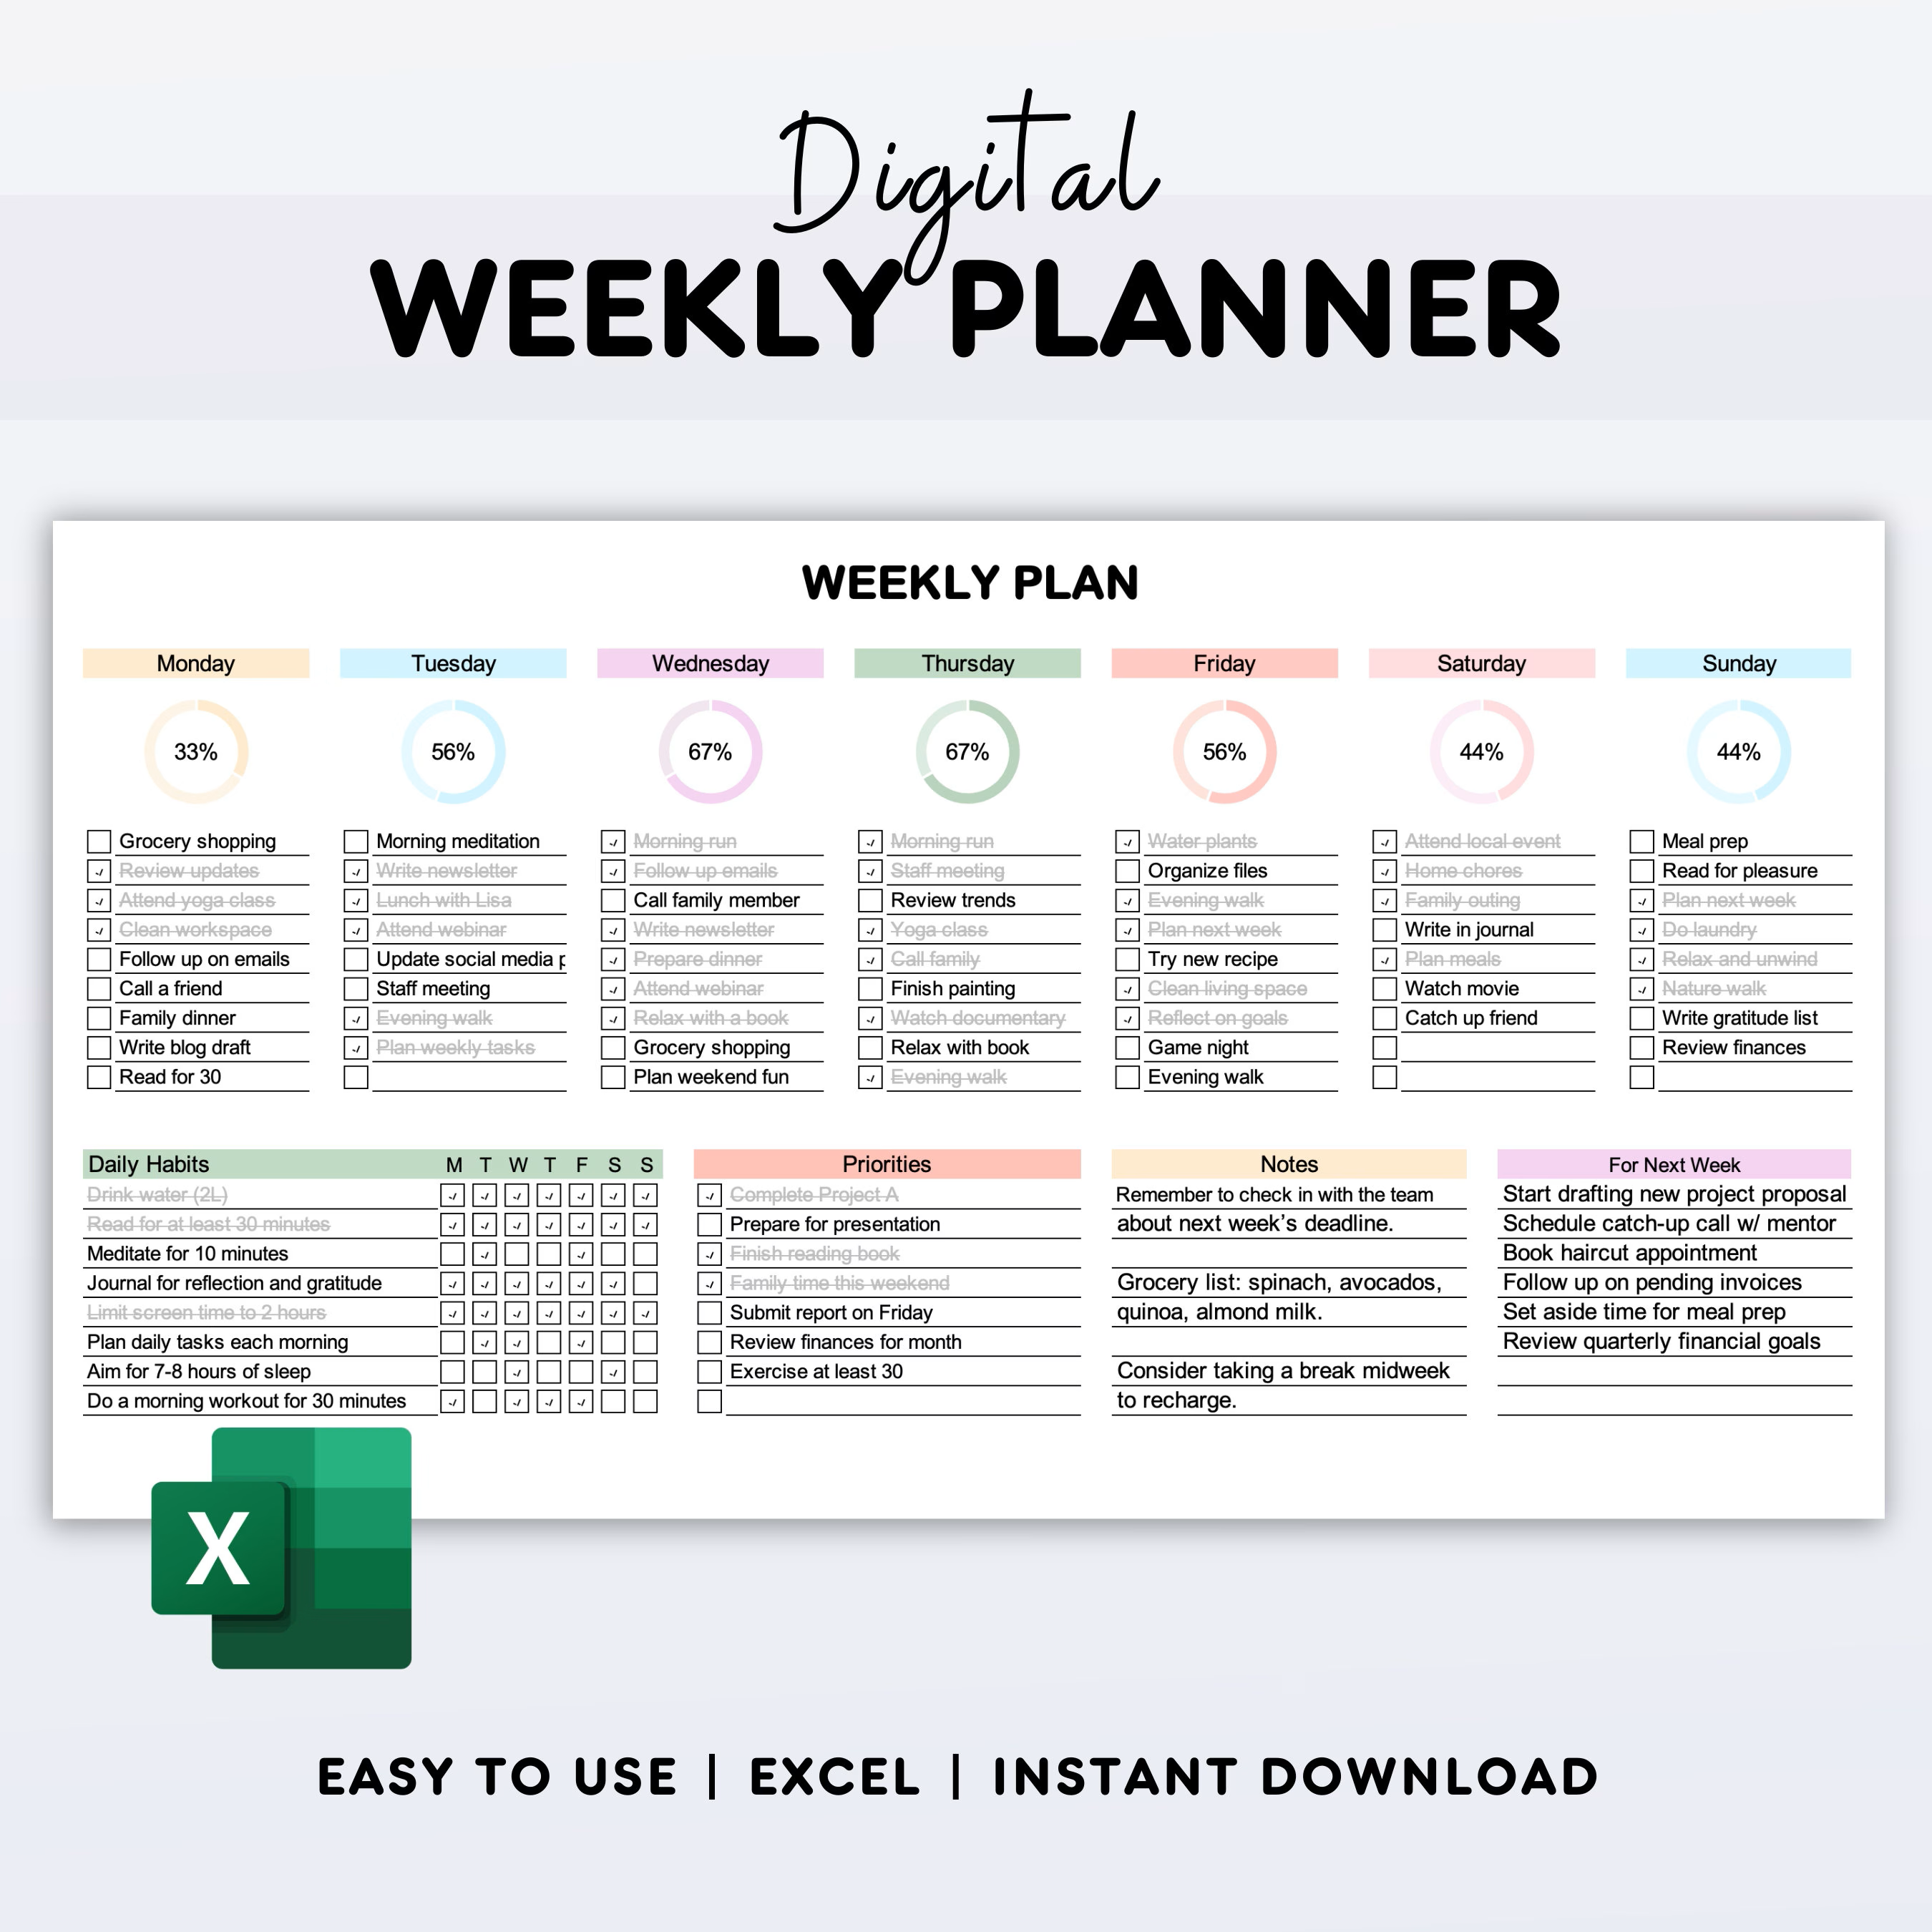 Digital
WEEKLY PLANNER
WEEKLY PLAN
Monday
33%
Grocery shopping
Review updates
Attend yoga class
Clean workspace
Follow up on emails
Call a friend
Family dinner
Write blog draft
Read for 30
Tuesday
56%
Morning meditation
Write newsletter
Lunch with Lisa
Attend webinar
Update social media p
Staff meeting
Evening walk
Plan weekly tasks
Wednesday
67%
Morning run
Follow up emails
Call family member
Write newsletter
Prepare dinner
Attend webinar
Relax with a book
Grocery shopping
Plan weekend fun
Thursday
67%
Morning run
Staff meeting
Review trends
Yoga class
Call family
Finish painting
Watch documentary
Relax with book
Evening walk
Friday
56%
Water plants
Organize files
Evening walk
Plan next week
Try new recipe
Clean living space
Reflect on goals
Game night
Evening walk
Saturday
44%
Attend local event
Home chores
Family outing
Write in journal
Plan meals
Watch movie
Catch up friend
Sunday
44%
Meal prep
Read for pleasure
Plan next week
Do laundry
Relax and unwind
Nature walk
Write gratitude list
Review finances
Daily Habits M T W T F S S
Drink water (2L)
Read for at least 30 minutes
Meditate for 10 minutes
Journal for reflection and gratitude
Limit screen time to 2 hours
Plan daily tasks each morning
Aim for 7-8 hours of sleep
Do a morning workout for 30 minutes
Priorities
Complete Project A
Prepare for presentation
Finish reading book
Family time this weekend
Submit report on Friday
Review finances for month
Exercise at least 30
Notes
Remember to check in with the team
about next week’s deadline.
Grocery list: spinach, avocados,
quinoa, almond milk.
Consider taking a break midweek
to recharge.
For Next Week
Start drafting new project proposal
Schedule catch-up call w/ mentor
Book haircut appointment
Follow up on pending invoices
Set aside time for meal prep
Review quarterly financial goals
X
EASY TO USE | EXCEL | INSTANT DOWNLOAD